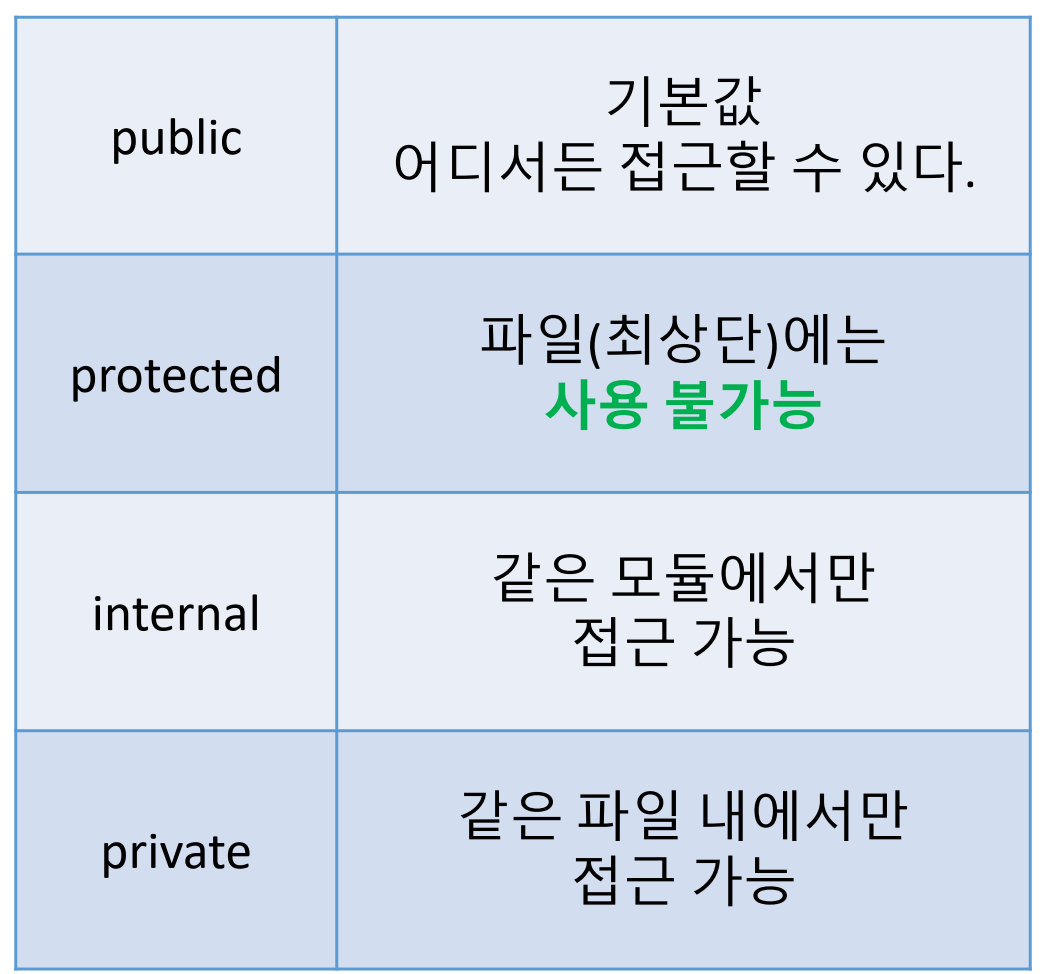 public
기본값
어디서든 접근할 수 있다.
protected
파일(최상단)에는
사용 불가능
internal
같은 모듈에서만
접근 가능
private
같은 파일 내에서만
접근 가능